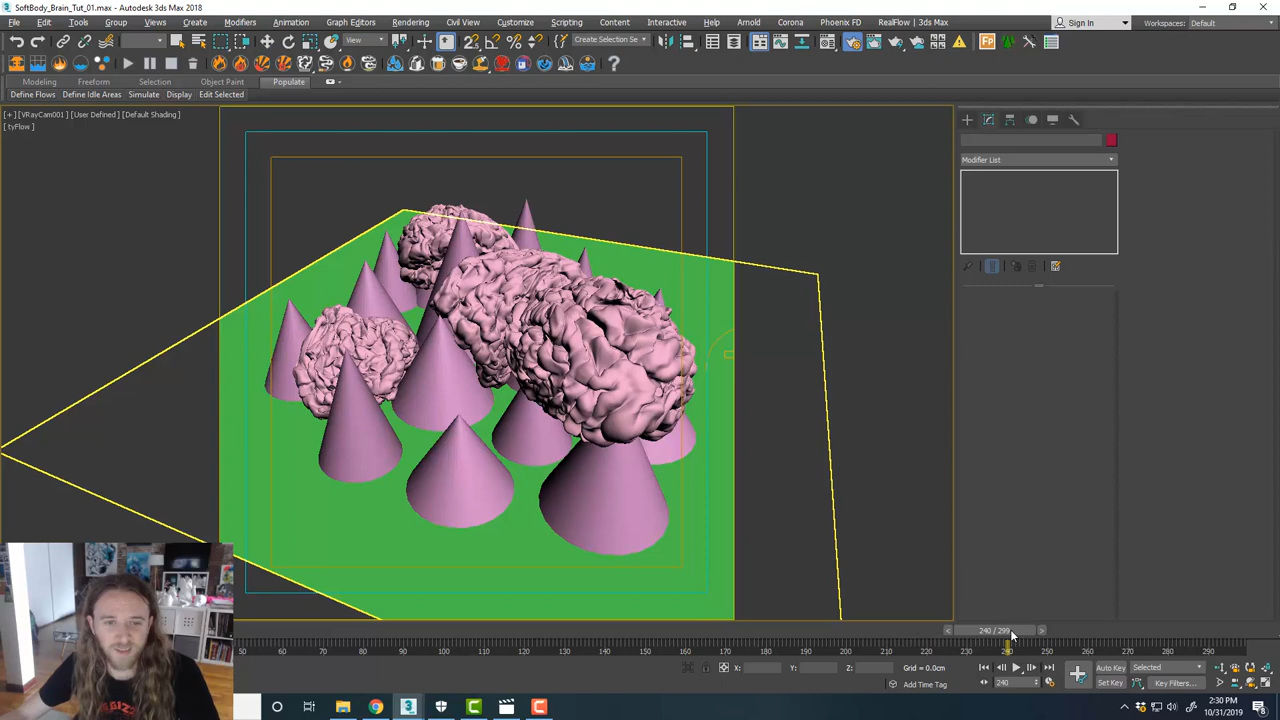 SoftBody_Brain_Tut_01.max - Autodesk 3ds Max 2018
File Edit Tools Group Views Create Modifiers Animation Graph Editors Rendering Civil View Customize Scripting Content Interactive Help Arnold Corona Phoenix FD RealFlow | 3ds Max Sign In Workspaces: Default
All View Create Selection Se
Modeling Freeform Selection Object Paint Populate
Define Flows Define Idle Areas Simulate Display Edit Selected
[+] [VRayCam001] [User Defined] [Default Shading]
[tyFlow]
Modifier List
240 / 299
50 60 70 80 90 100 110 120 130 140 150 160 170 180 190 200 210 220 230 240 250 260 270 280 290
X: Y: Z: Grid = 0.0cm Auto Key Selected
Add Time Tag 240 Set Key Key Filters...
2:30 PM
10/31/2019